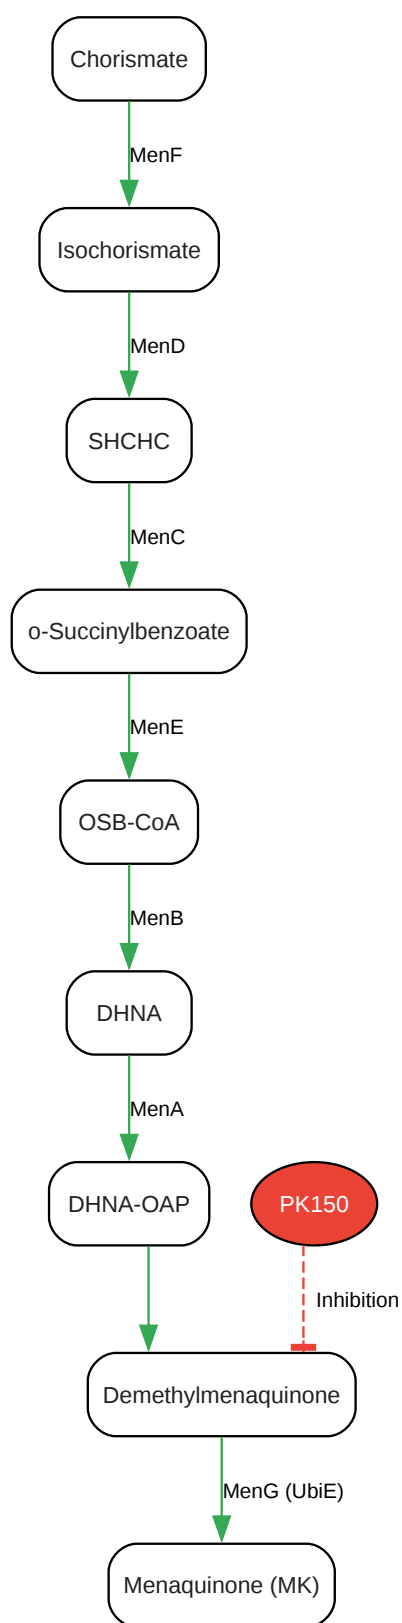 Chorismate
MenF
Isochorismate
MenD
SHCHC
MenC
o-Succinylbenzoate
MenE
OSB-CoA
MenB
DHNA
MenA
DHNA-OAP
PK150
Inhibition
Demethylmenaquinone
MenG (UbiE)
Menaquinone (MK)